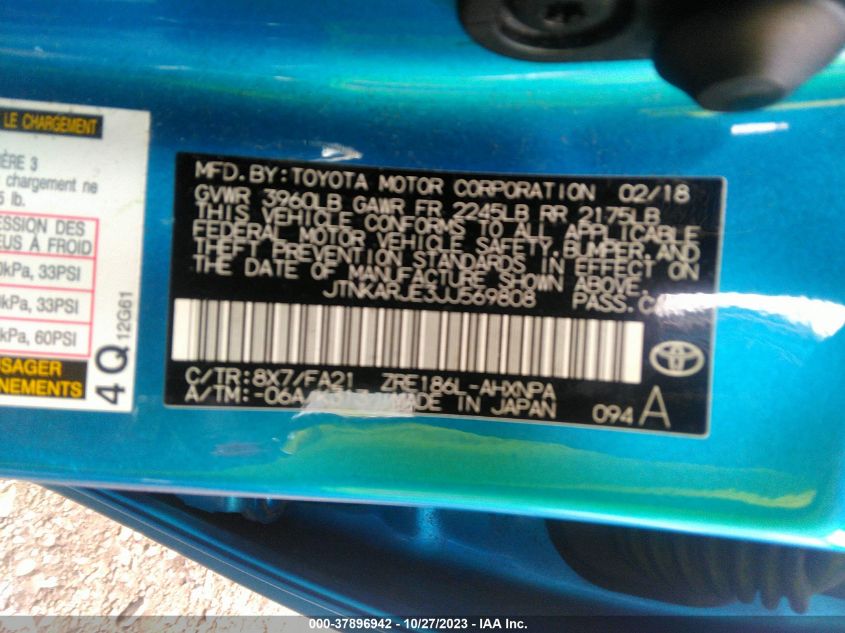 LE CHARGEMENT
ÈRE 3
chargement ne
lb.
ESSION DES
EUS À FROID
kPa, 33PSI
kPa, 33PSI
kPa, 60PSI
USAGER
NEMENTS
4Q 12G61
MFD. BY: TOYOTA MOTOR CORPORATION 02/18
GVWR 3960LB GAWR FR 2245LB RR 2175LB
THIS VEHICLE CONFORMS TO ALL APPLICABLE
FEDERAL MOTOR VEHICLE SAFETY, BUMPER, AND
THEFT PREVENTION STANDARDS IN EFFECT ON
THE DATE OF MANUFACTURE SHOWN ABOVE.
JTNKARJE3JJ569808 PASS.
C/TR: 8X7/FA21 ZRE186L-AHXNPA
A/TM: -06A/K313 MADE IN JAPAN 094 A
000-37896942 - 10/27/2023 - IAA Inc.